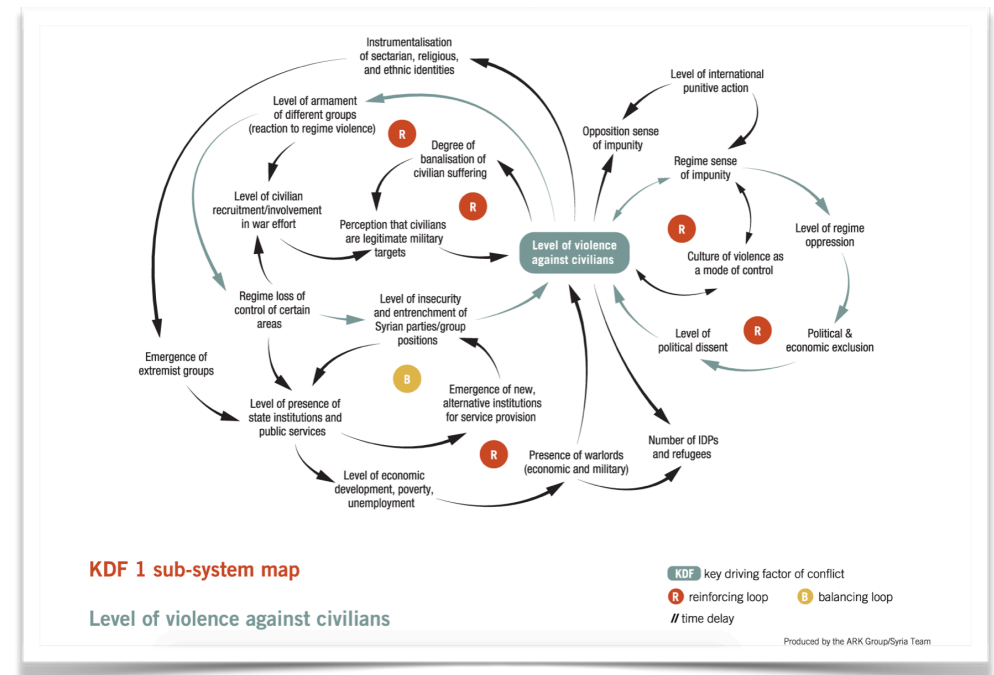 Instrumentalisation
of sectarian, religious,
and ethnic identities
Level of international
punitive action
Level of armament
of different groups
(reaction to regime violence)
R
Opposition sense
of impunity
Degree of
banalisation of
civilian suffering
Regime sense
of impunity
Level of civilian
recruitment/involvement
in war effort
R
Perception that civilians
are legitimate military
targets
Level of violence
against civilians
R
Level of regime
oppression
Culture of violence as
a mode of control
Regime loss of
control of certain
areas
Level of insecurity
and entrenchment of
Syrian parties/group
positions
Level of
political dissent
R
Political &
economic exclusion
Emergence of
extremist groups
B
Emergence of new,
alternative institutions
for service provision
Level of presence of
state institutions and
public services
R
Presence of warlords
(economic and military)
Number of IDPs
and refugees
Level of economic
development, poverty,
unemployment
KDF 1 sub-system map
Level of violence against civilians
KDF key driving factor of conflict
R reinforcing loop B balancing loop
// time delay
Produced by the ARK Group/Syria Team